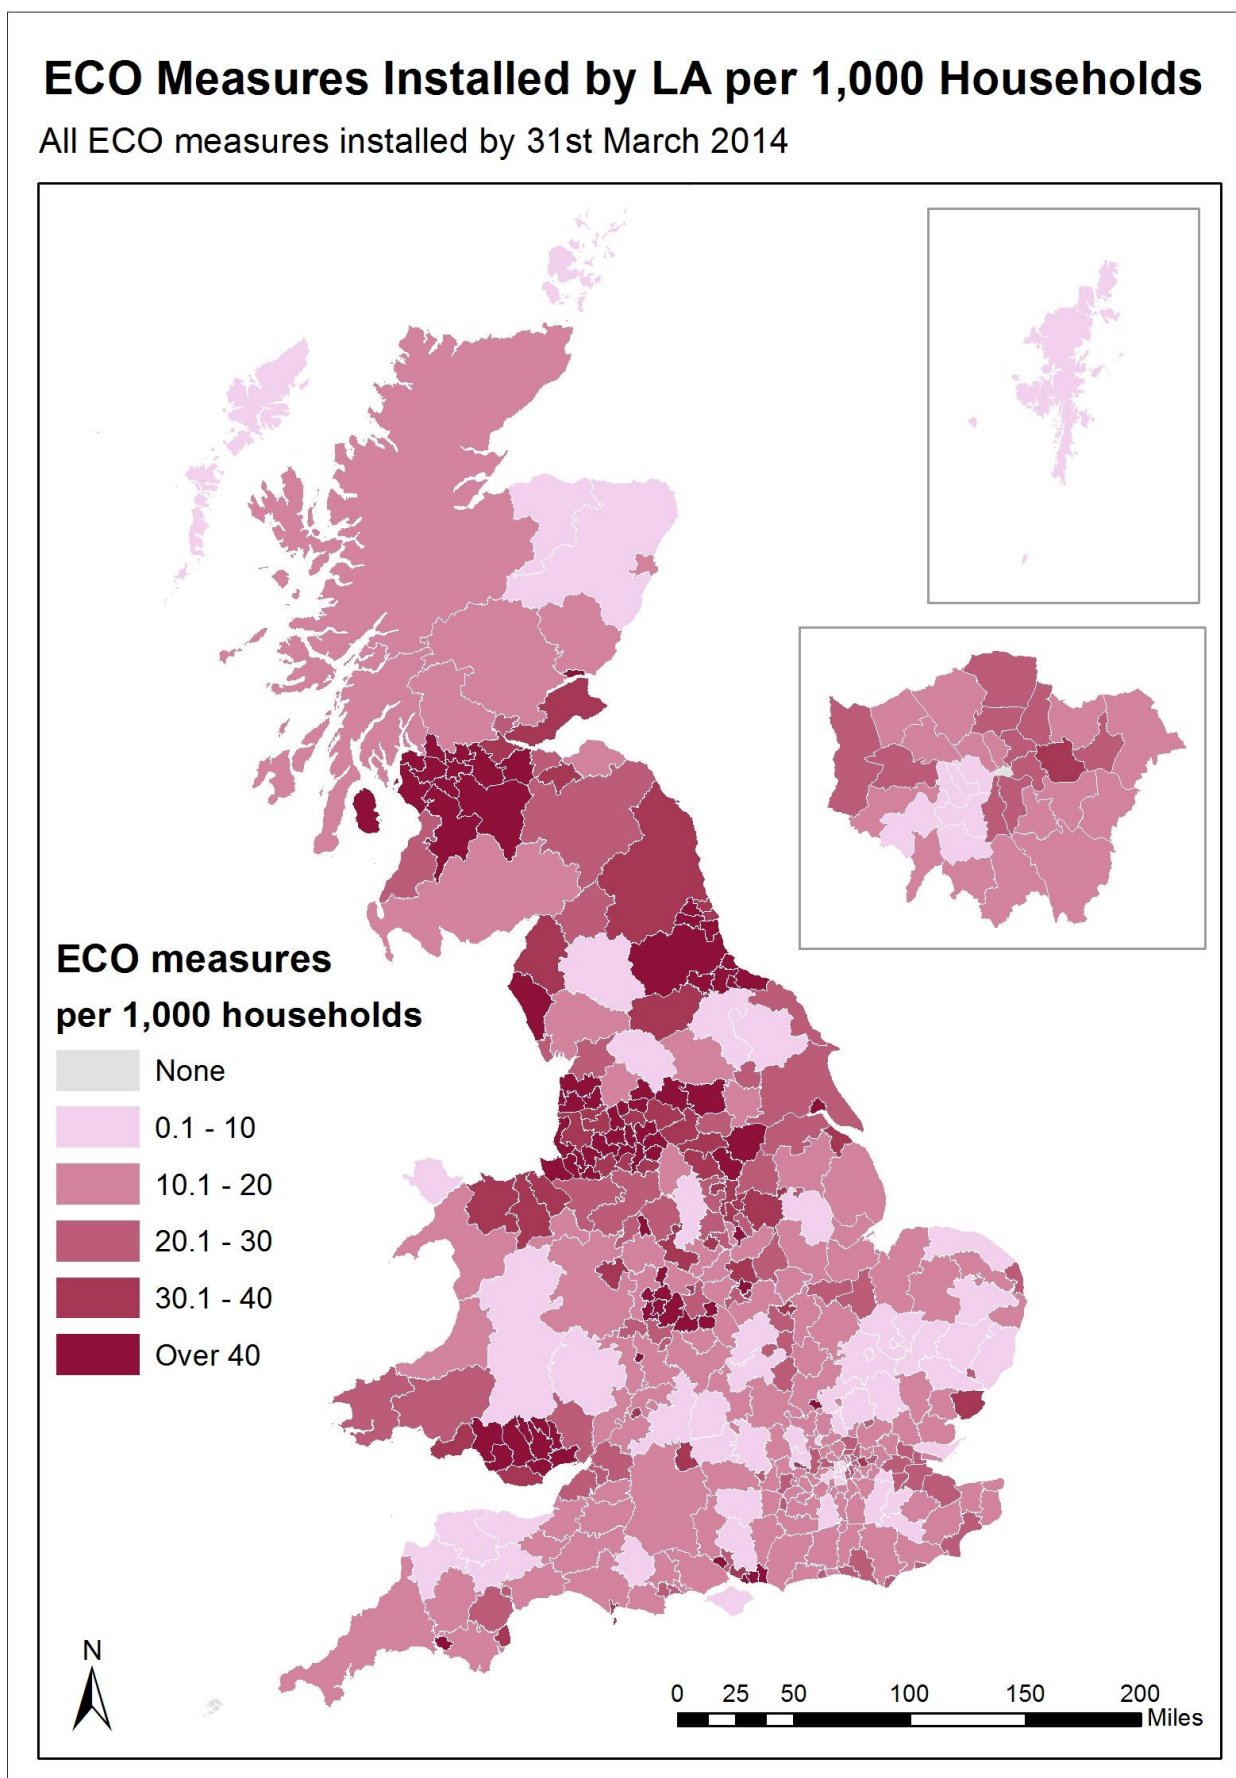 ECO Measures Installed by LA per 1,000 Households
All ECO measures installed by 31st March 2014
ECO measures
per 1,000 households
None
0.1 - 10
10.1 - 20
20.1 - 30
30.1 - 40
Over 40
N
0 25 50 100 150 200
Miles